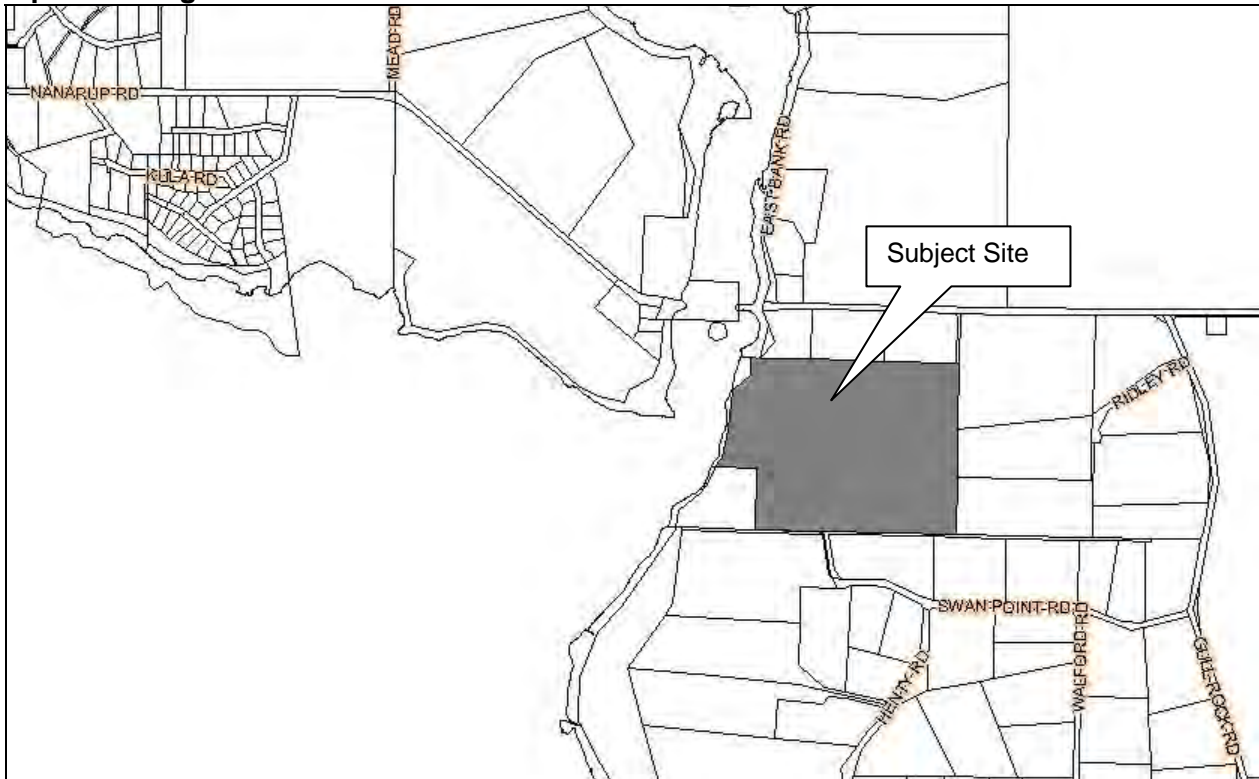 MEAD RD
NANARUP RD
KULA RD
EAST BANK RD
Subject Site
RIDLEY RD
SWAN POINT RD
HENTY RD
WALFORD RD
GULL ROCK RD